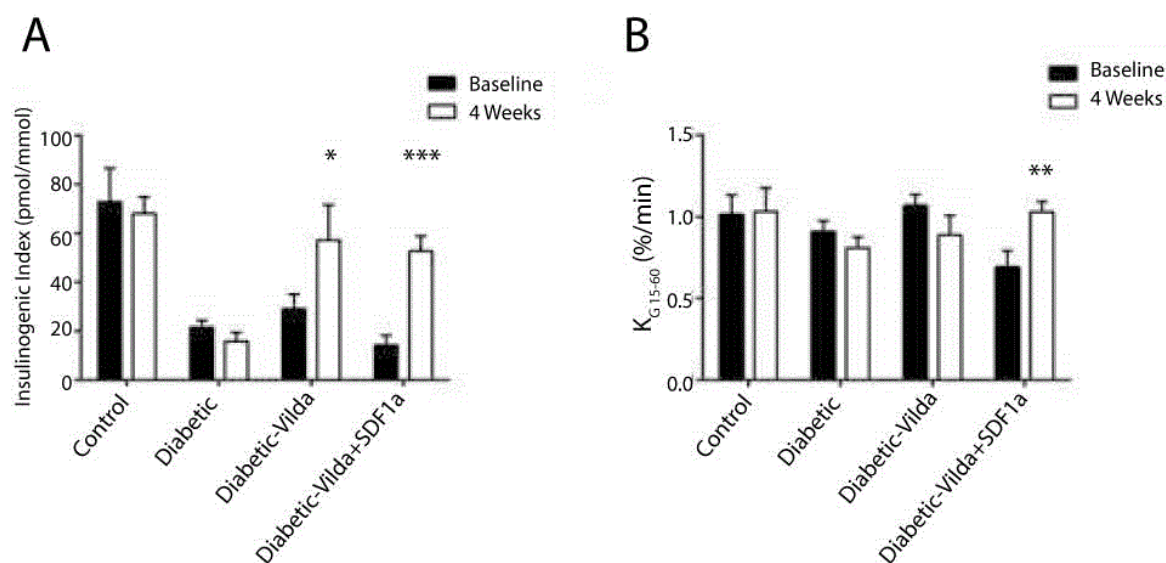 A
Baseline
4 Weeks
Insulinogenic Index (pmol/mmol)
100
80
60
40
20
0
*
***
Control
Diabetic
Diabetic-Vilda
Diabetic-Vilda+SDF1a
B
Baseline
4 Weeks
K G 15-60 (%/min)
1.5
1.0
0.5
0.0
**
Control
Diabetic
Diabetic-Vilda
Diabetic-Vilda+SDF1a